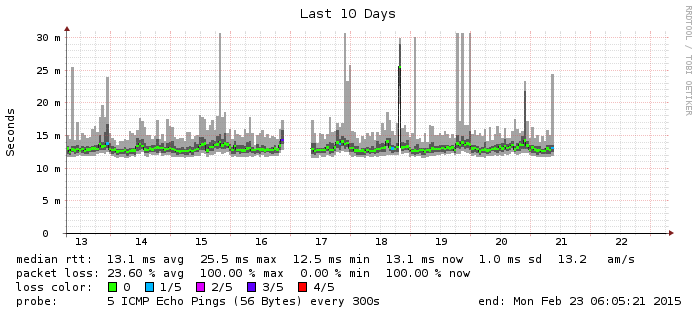 Last 10 Days
RRDTOOL / TOBI OETIKER
Seconds
30 m
25 m
20 m
15 m
10 m
5 m
0
13 14 15 16 17 18 19 20 21 22
median rtt: 13.1 ms avg 25.5 ms max 12.5 ms min 13.1 ms now 1.0 ms sd 13.2 am/s
packet loss: 23.60 % avg 100.00 % max 0.00 % min 100.00 % now
loss color: 0 1/5 2/5 3/5 4/5
probe: 5 ICMP Echo Pings (56 Bytes) every 300s end: Mon Feb 23 06:05:21 2015